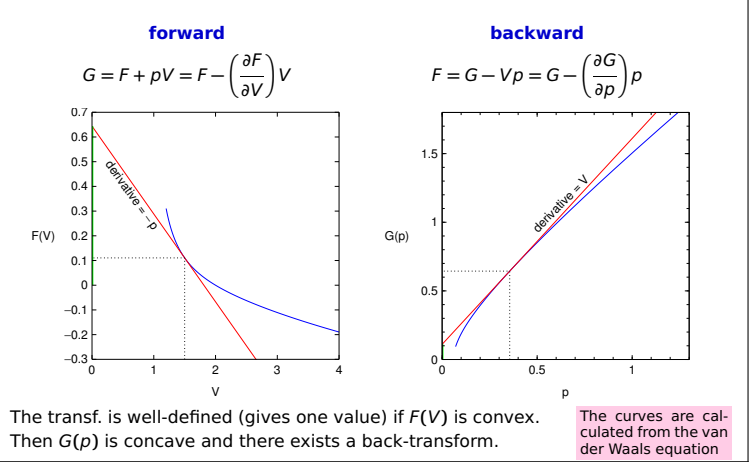 forward
G = F + pV = F − (∂F/∂V) V
0.7
0.6
0.5
0.4
0.3
0.2
0.1
0
−0.1
−0.2
−0.3
F(V)
derivative = −p
0 1 2 3 4
V
backward
F = G − Vp = G − (∂G/∂p) p
1.5
1
0.5
0
G(p)
derivative = V
0 0.5 1
p
The transf. is well-defined (gives one value) if F(V) is convex.
Then G(p) is concave and there exists a back-transform.
The curves are cal-
culated from the van
der Waals equation